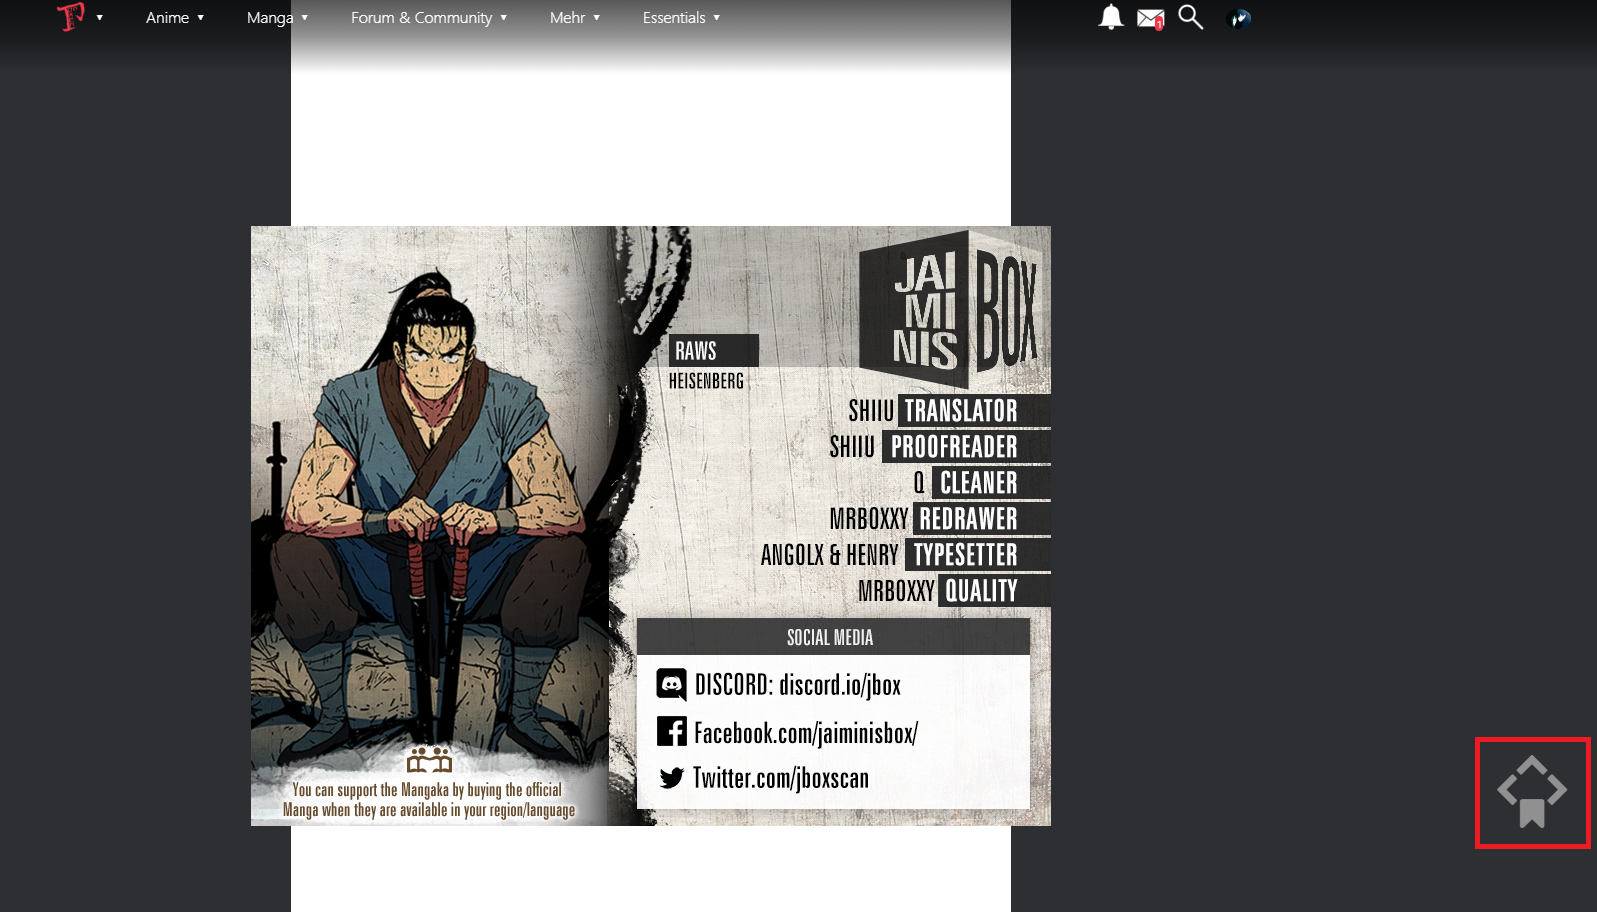 Anime ▼ Manga ▼ Forum & Community ▼ Mehr ▼ Essentials ▼
1
JAI
MI
NIS
BOX
RAWS
HEISENBERG
SHIIU TRANSLATOR
SHIIU PROOFREADER
Q CLEANER
MRBOXXY REDRAWER
ANGOLX & HENRY TYPESETTER
MRBOXXY QUALITY
SOCIAL MEDIA
DISCORD: discord.io/jbox
Facebook.com/jaiminisbox/
Twitter.com/jboxscan
You can support the Mangaka by buying the official
Manga when they are available in your region/language